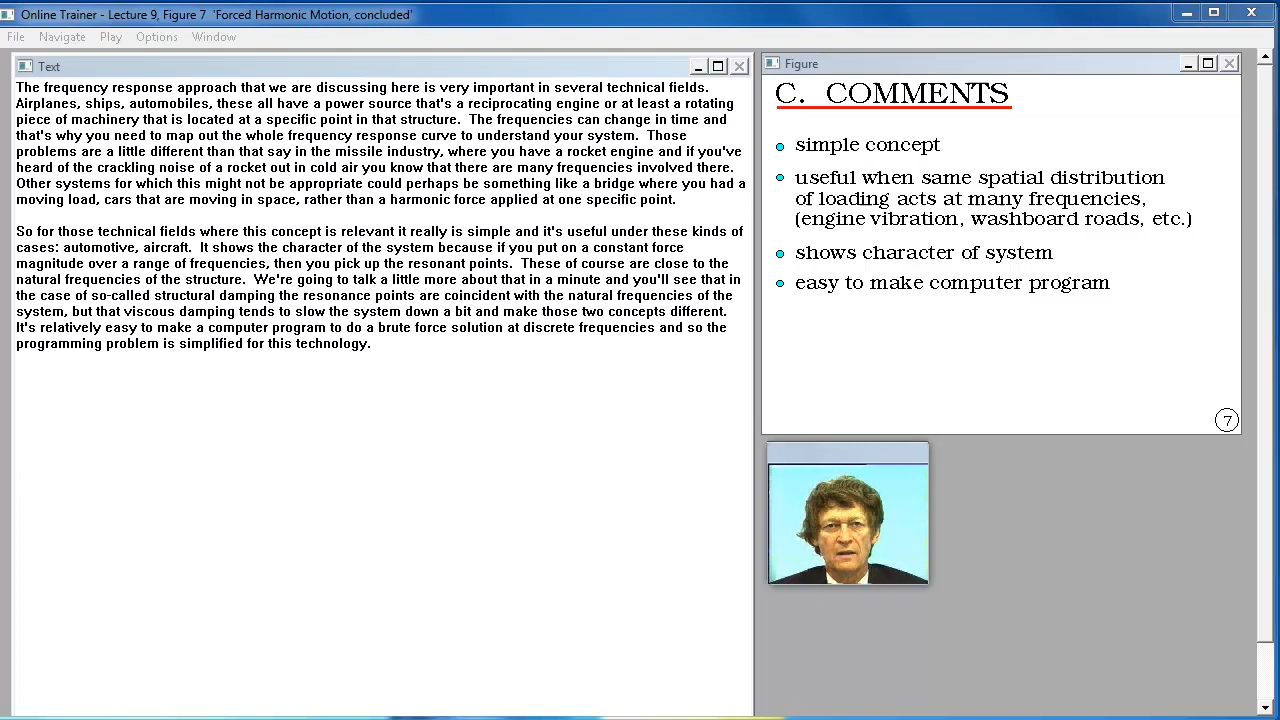 Online Trainer - Lecture 9, Figure 7 'Forced Harmonic Motion, concluded'
File Navigate Play Options Window
Text
The frequency response approach that we are discussing here is very important in several technical fields.
Airplanes, ships, automobiles, these all have a power source that's a reciprocating engine or at least a rotating
piece of machinery that is located at a specific point in that structure. The frequencies can change in time and
that's why you need to map out the whole frequency response curve to understand your system. Those
problems are a little different than that say in the missile industry, where you have a rocket engine and if you've
heard of the crackling noise of a rocket out in cold air you know that there are many frequencies involved there.
Other systems for which this might not be appropriate could perhaps be something like a bridge where you had a
moving load, cars that are moving in space, rather than a harmonic force applied at one specific point.
So for those technical fields where this concept is relevant it really is simple and it's useful under these kinds of
cases: automotive, aircraft. It shows the character of the system because if you put on a constant force
magnitude over a range of frequencies, then you pick up the resonant points. These of course are close to the
natural frequencies of the structure. We're going to talk a little more about that in a minute and you'll see that in
the case of so-called structural damping the resonance points are coincident with the natural frequencies of the
system, but that viscous damping tends to slow the system down a bit and make those two concepts different.
It's relatively easy to make a computer program to do a brute force solution at discrete frequencies and so the
programming problem is simplified for this technology.
Figure
C. COMMENTS
simple concept
useful when same spatial distribution
of loading acts at many frequencies,
(engine vibration, washboard roads, etc.)
shows character of system
easy to make computer program
7